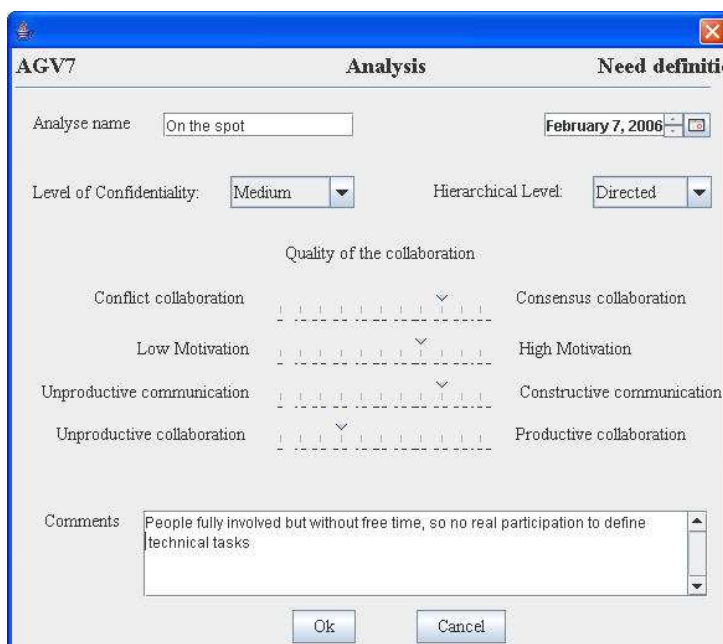 AGV7 Analysis Need definiti
Analyse name On the spot February 7, 2006
Level of Confidentiality: Medium Hierarchical Level: Directed
Quality of the collaboration
Conflict collaboration Consensus collaboration
Low Motivation High Motivation
Unproductive communication Constructive communication
Unproductive collaboration Productive collaboration
Comments People fully involved but without free time, so no real participation to define
technical tasks
Ok Cancel